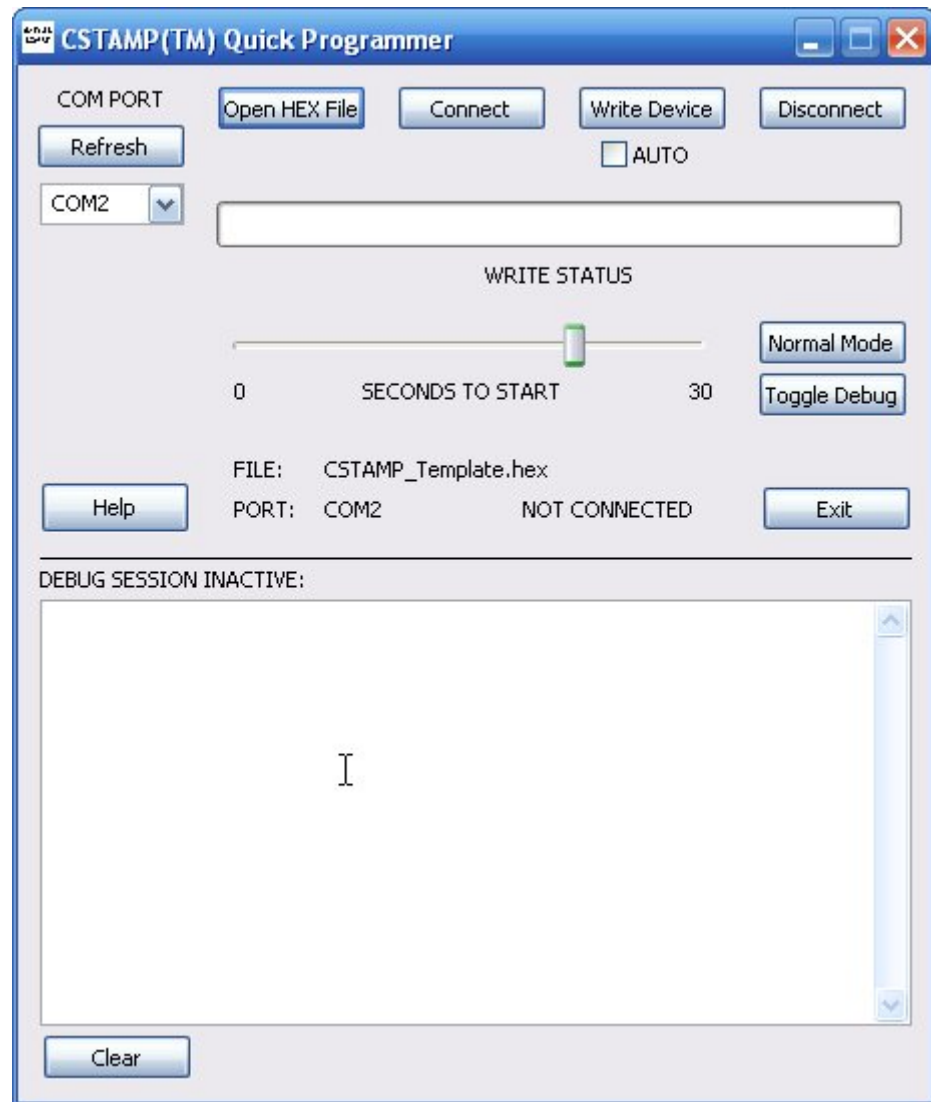 CSTAMP(TM) Quick Programmer
COM PORT
Open HEX File
Connect
Write Device
Disconnect
Refresh
AUTO
COM2
WRITE STATUS
Normal Mode
0 SECONDS TO START 30
Toggle Debug
FILE: CSTAMP_Template.hex
Help
PORT: COM2 NOT CONNECTED
Exit
DEBUG SESSION INACTIVE:
Clear